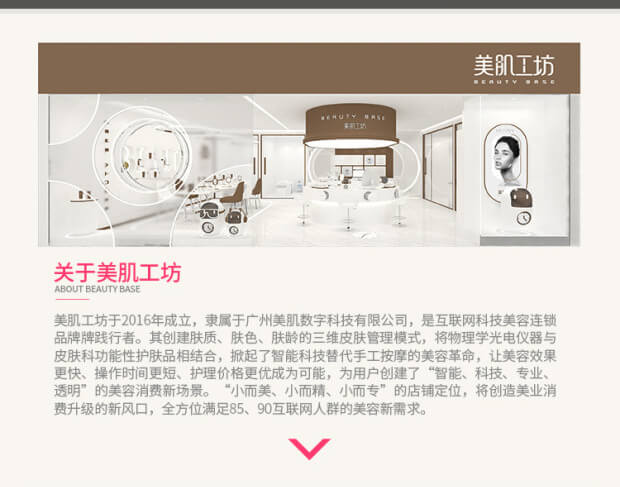 美肌工坊
BEAUTY BASE
BEAUTY BASE
美肌工坊
关于美肌工坊
ABOUT BEAUTY BASE
美肌工坊于2016年成立，隶属于广州美肌数字科技有限公司，是互联网科技美容连锁
品牌牌践行者。其创建肤质、肤色、肤龄的三维皮肤管理模式，将物理学光电仪器与
皮肤科功能性护肤品相结合，掀起了智能科技替代手工按摩的美容革命，让美容效果
更快、操作时间更短、护理价格更优成为可能，为用户创建了“智能、科技、专业、
透明”的美容消费新场景。“小而美、小而精、小而专”的店铺定位，将创造美业消
费升级的新风口，全方位满足85、90互联网人群的美容新需求。